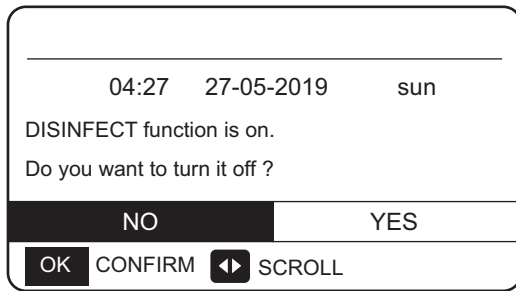 04:27 27-05-2019 sun
DISINFECT function is on.
Do you want to turn it off ?
NO YES
OK CONFIRM SCROLL